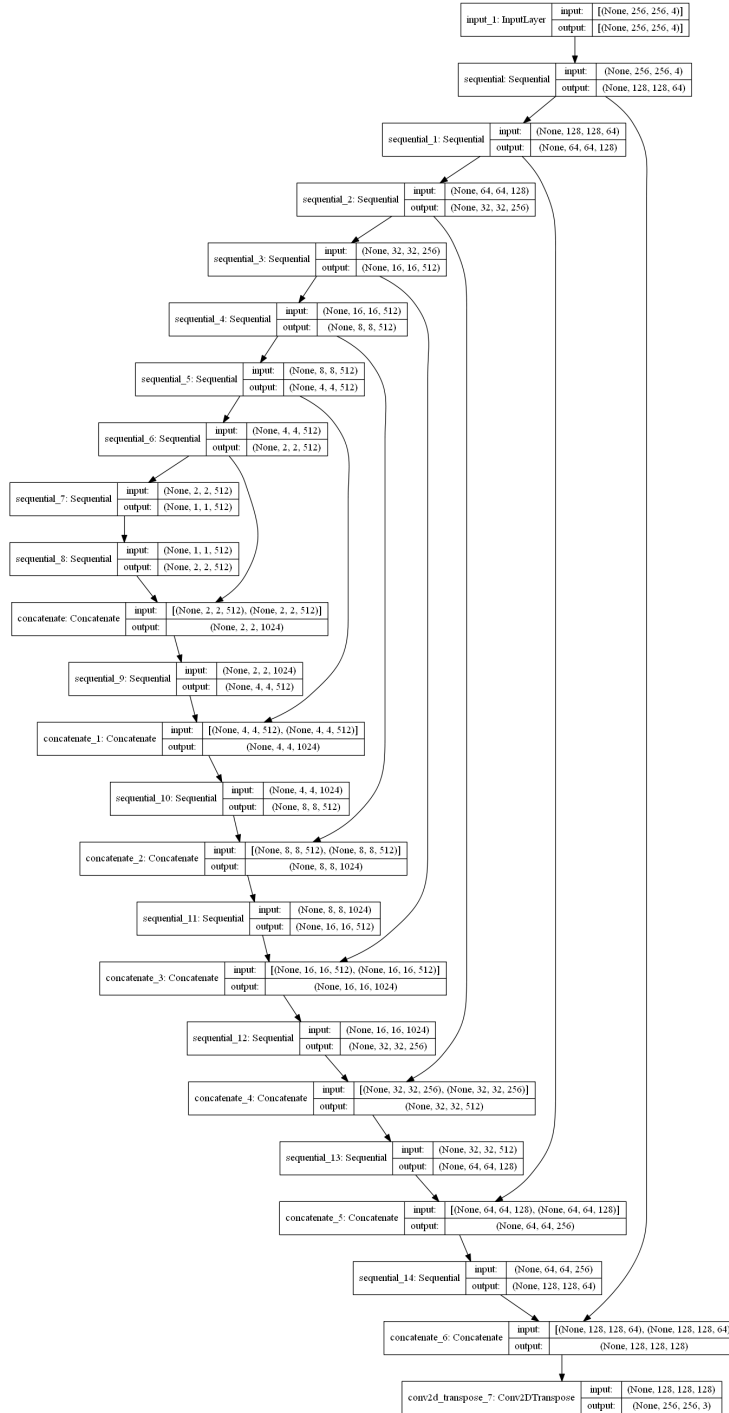 input_1: InputLayer
input: [(None, 256, 256, 4)]
output: [(None, 256, 256, 4)]
sequential: Sequential
input: (None, 256, 256, 4)
output: (None, 128, 128, 64)
sequential_1: Sequential
input: (None, 128, 128, 64)
output: (None, 64, 64, 128)
sequential_2: Sequential
input: (None, 64, 64, 128)
output: (None, 32, 32, 256)
sequential_3: Sequential
input: (None, 32, 32, 256)
output: (None, 16, 16, 512)
sequential_4: Sequential
input: (None, 16, 16, 512)
output: (None, 8, 8, 512)
sequential_5: Sequential
input: (None, 8, 8, 512)
output: (None, 4, 4, 512)
sequential_6: Sequential
input: (None, 4, 4, 512)
output: (None, 2, 2, 512)
sequential_7: Sequential
input: (None, 2, 2, 512)
output: (None, 1, 1, 512)
sequential_8: Sequential
input: (None, 1, 1, 512)
output: (None, 2, 2, 512)
concatenate: Concatenate
input: [(None, 2, 2, 512), (None, 2, 2, 512)]
output: (None, 2, 2, 1024)
sequential_9: Sequential
input: (None, 2, 2, 1024)
output: (None, 4, 4, 512)
concatenate_1: Concatenate
input: [(None, 4, 4, 512), (None, 4, 4, 512)]
output: (None, 4, 4, 1024)
sequential_10: Sequential
input: (None, 4, 4, 1024)
output: (None, 8, 8, 512)
concatenate_2: Concatenate
input: [(None, 8, 8, 512), (None, 8, 8, 512)]
output: (None, 8, 8, 1024)
sequential_11: Sequential
input: (None, 8, 8, 1024)
output: (None, 16, 16, 512)
concatenate_3: Concatenate
input: [(None, 16, 16, 512), (None, 16, 16, 512)]
output: (None, 16, 16, 1024)
sequential_12: Sequential
input: (None, 16, 16, 1024)
output: (None, 32, 32, 256)
concatenate_4: Concatenate
input: [(None, 32, 32, 256), (None, 32, 32, 256)]
output: (None, 32, 32, 512)
sequential_13: Sequential
input: (None, 32, 32, 512)
output: (None, 64, 64, 128)
concatenate_5: Concatenate
input: [(None, 64, 64, 128), (None, 64, 64, 128)]
output: (None, 64, 64, 256)
sequential_14: Sequential
input: (None, 64, 64, 256)
output: (None, 128, 128, 64)
concatenate_6: Concatenate
input: [(None, 128, 128, 64), (None, 128, 128, 64)
output: (None, 128, 128, 128)
conv2d_transpose_7: Conv2DTranspose
input: (None, 128, 128, 128)
output: (None, 256, 256, 3)